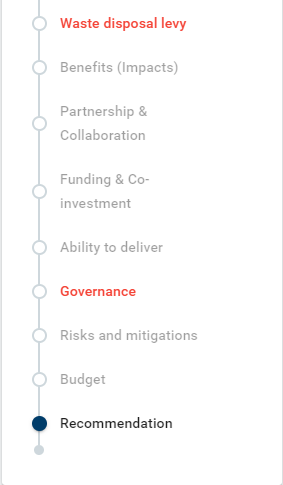 Waste disposal levy
Benefits (Impacts)
Partnership &
Collaboration
Funding & Co-
investment
Ability to deliver
Governance
Risks and mitigations
Budget
Recommendation